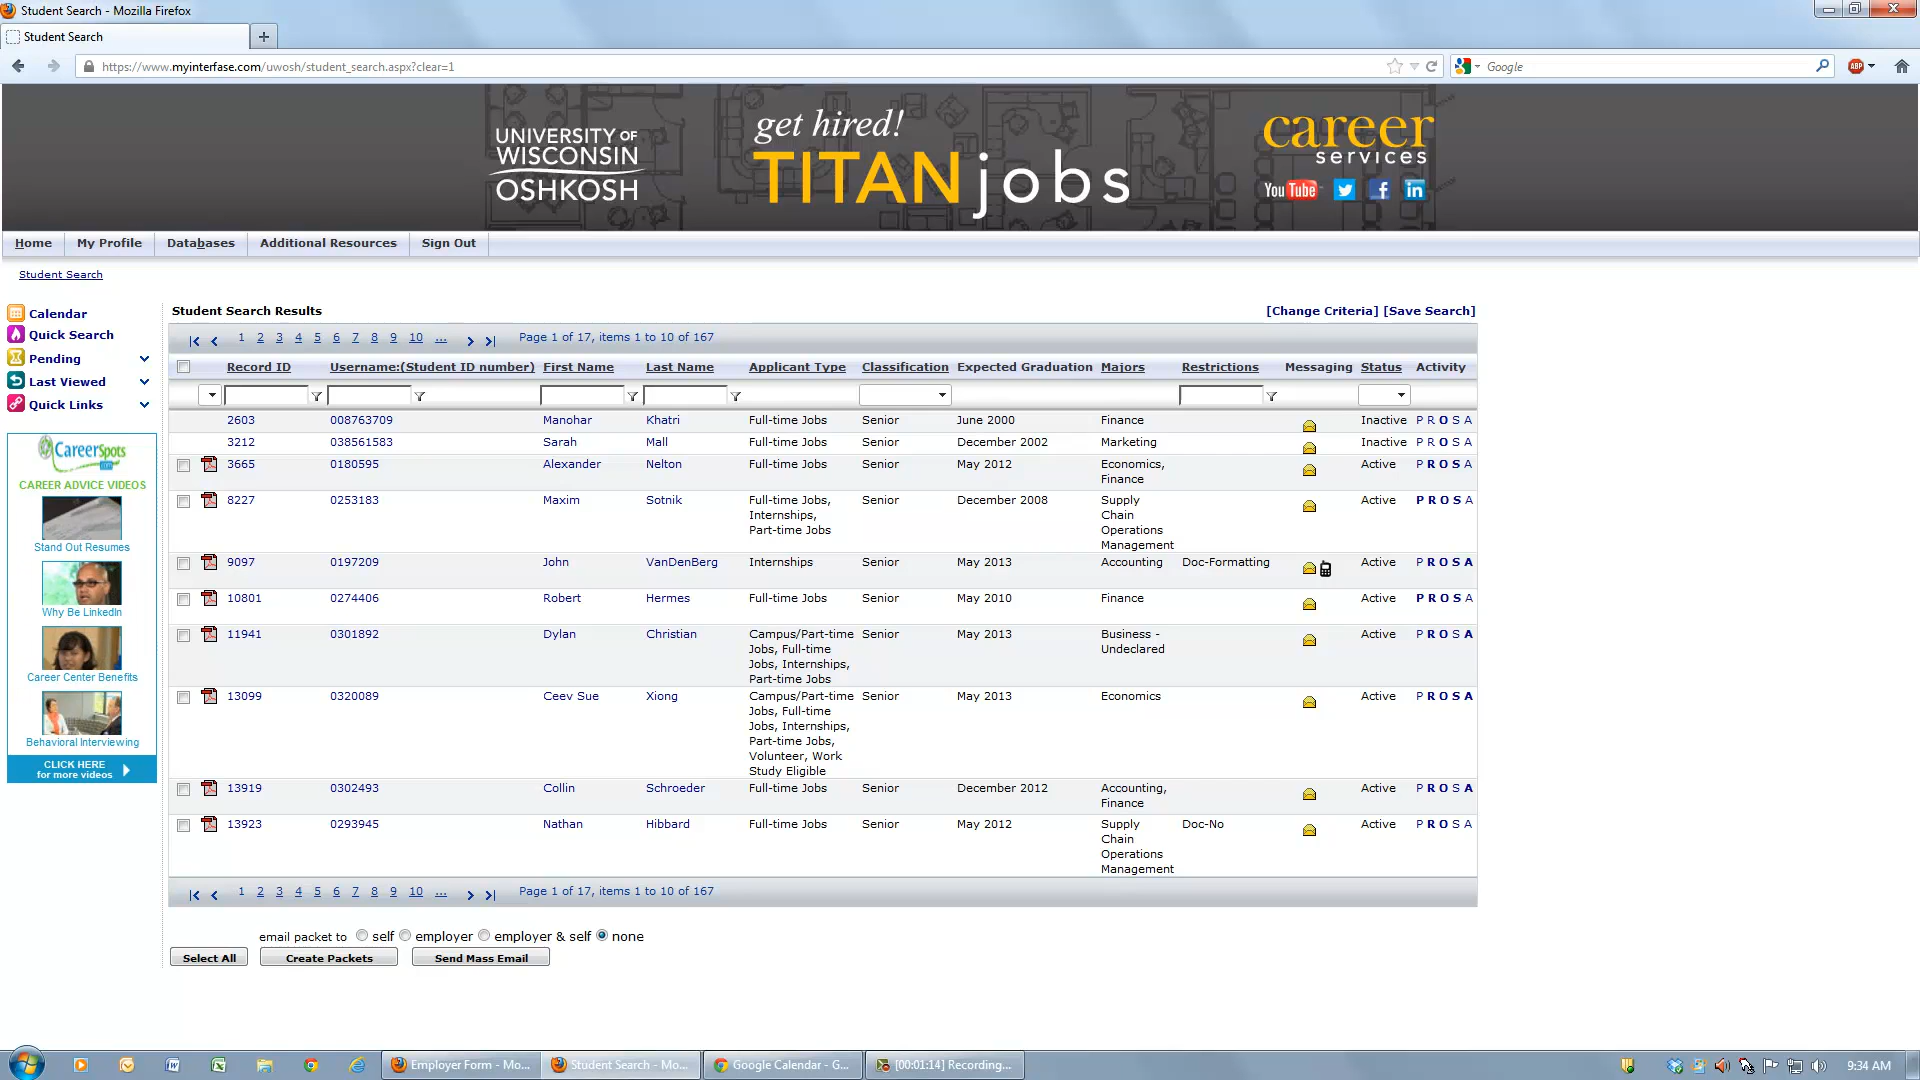 Student Search - Mozilla Firefox
Student Search
https://www.myinterfase.com/uwosh/student_search.aspx?clear=1
Google
ABP
UNIVERSITY OF
WISCONSIN
OSHKOSH
get hired!
TITANjobs
career
services
You Tube
Home My Profile Databases Additional Resources Sign Out
Student Search
Calendar
Quick Search
Pending
Last Viewed
Quick Links
CareerSpots
.com
CAREER ADVICE VIDEOS
Stand Out Resumes
Why Be LinkedIn
Career Center Benefits
Behavioral Interviewing
CLICK HERE
for more videos
Student Search Results [Change Criteria] [Save Search]
1 2 3 4 5 6 7 8 9 10 ... Page 1 of 17, items 1 to 10 of 167
Record ID Username:(Student ID number) First Name Last Name Applicant Type Classification Expected Graduation Majors Restrictions Messaging Status Activity
2603 008763709 Manohar Khatri Full-time Jobs Senior June 2000 Finance Inactive P R O S A
3212 038561583 Sarah Mall Full-time Jobs Senior December 2002 Marketing Inactive P R O S A
3665 0180595 Alexander Nelton Full-time Jobs Senior May 2012 Economics, Active P R O S A
Finance
8227 0253183 Maxim Sotnik Full-time Jobs, Senior December 2008 Supply Active P R O S A
Internships, Chain
Part-time Jobs Operations
Management
9097 0197209 John VanDenBerg Internships Senior May 2013 Accounting Doc-Formatting Active P R O S A
10801 0274406 Robert Hermes Full-time Jobs Senior May 2010 Finance Active P R O S A
11941 0301892 Dylan Christian Campus/Part-time Senior May 2013 Business - Active P R O S A
Jobs, Full-time Undeclared
Jobs, Internships,
Part-time Jobs
13099 0320089 Ceev Sue Xiong Campus/Part-time Senior May 2013 Economics Active P R O S A
Jobs, Full-time
Jobs, Internships,
Part-time Jobs,
Volunteer, Work
Study Eligible
13919 0302493 Collin Schroeder Full-time Jobs Senior December 2012 Accounting, Active P R O S A
Finance
13923 0293945 Nathan Hibbard Full-time Jobs Senior May 2012 Supply Doc-No Active P R O S A
Chain
Operations
Management
1 2 3 4 5 6 7 8 9 10 ... Page 1 of 17, items 1 to 10 of 167
email packet to self employer employer & self none
Select All Create Packets Send Mass Email
Employer Form - Mo... Student Search - Mo... Google Calendar - G... [00:01:14] Recording... 9:34 AM